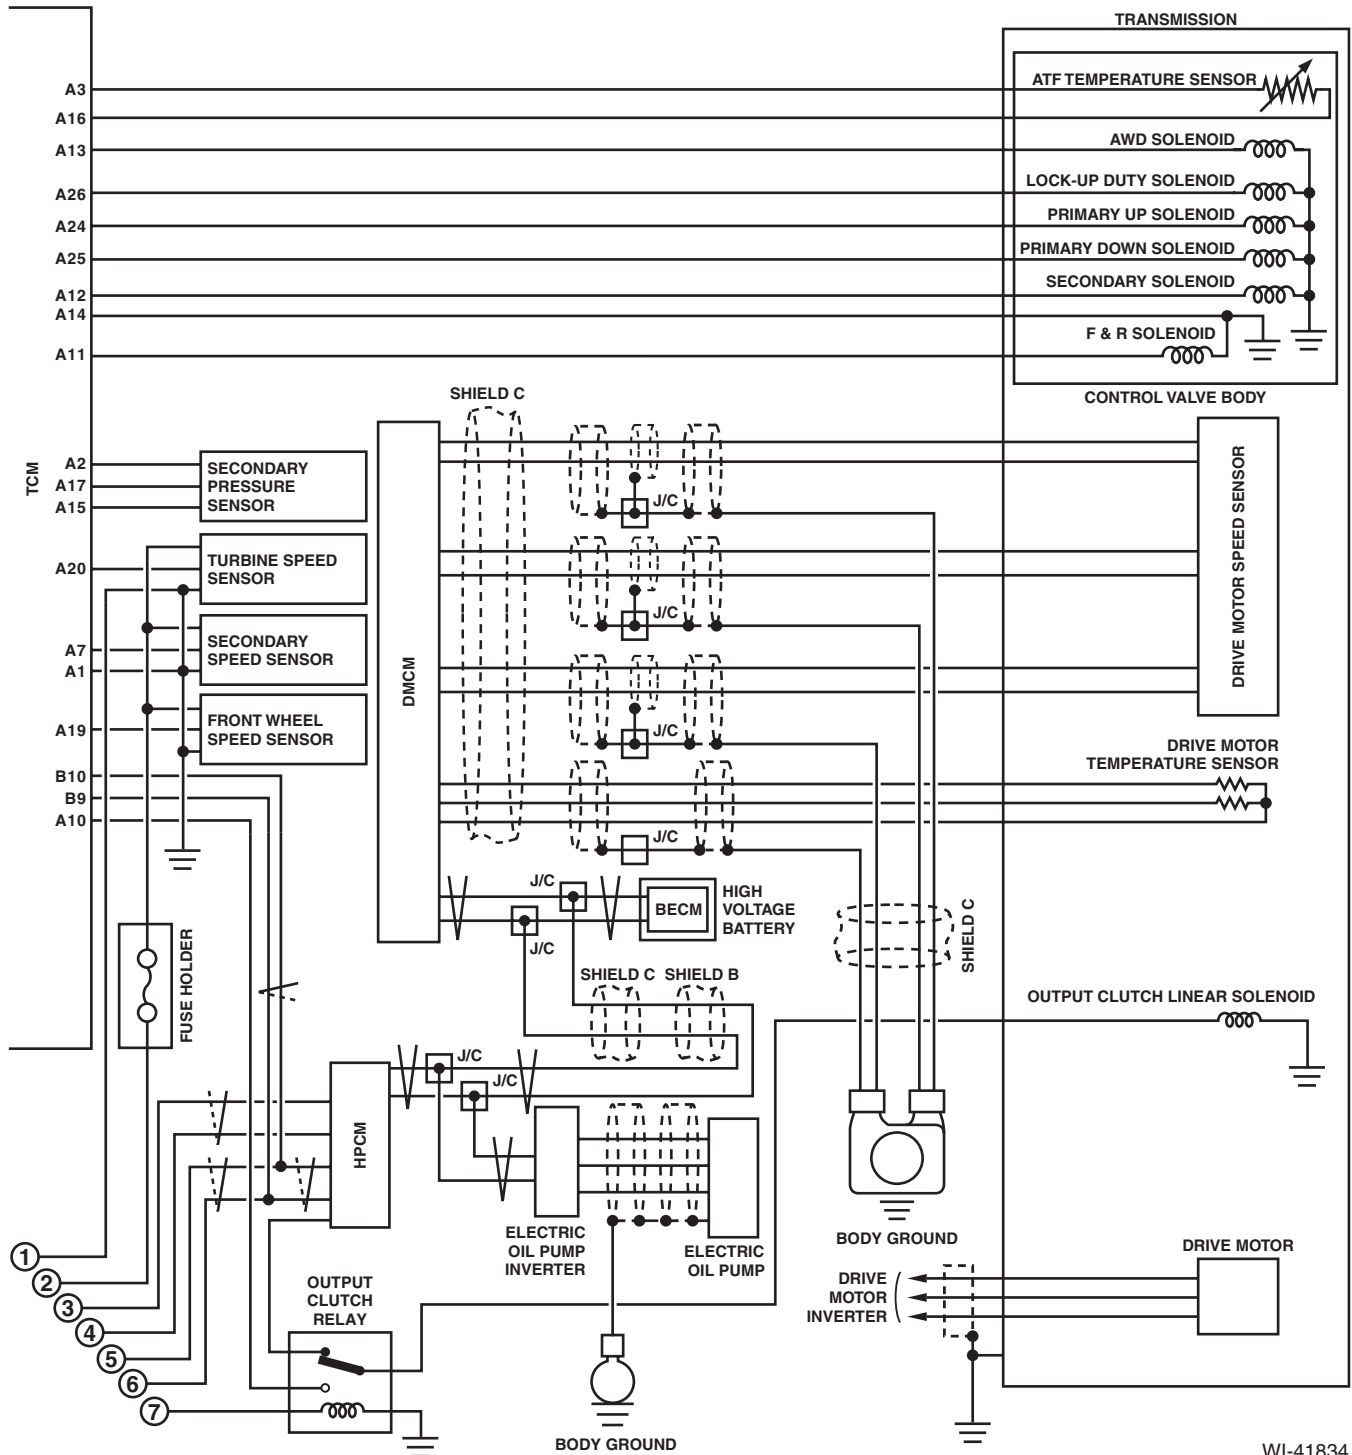 TRANSMISSION
ATF TEMPERATURE SENSOR
A3
A16
A13
AWD SOLENOID
A26
LOCK-UP DUTY SOLENOID
A24
PRIMARY UP SOLENOID
A25
PRIMARY DOWN SOLENOID
A12
SECONDARY SOLENOID
A14
A11
F & R SOLENOID
CONTROL VALVE BODY
SHIELD C
TCM
A2
A17
A15
SECONDARY
PRESSURE
SENSOR
A20
TURBINE SPEED
SENSOR
A7
A1
SECONDARY
SPEED SENSOR
A19
FRONT WHEEL
SPEED SENSOR
B10
B9
A10
DMCM
J/C
J/C
J/C
J/C
DRIVE MOTOR SPEED SENSOR
DRIVE MOTOR
TEMPERATURE SENSOR
J/C
J/C
BECM
HIGH
VOLTAGE
BATTERY
SHIELD C
FUSE HOLDER
SHIELD C
SHIELD B
OUTPUT CLUTCH LINEAR SOLENOID
J/C
J/C
HPCM
ELECTRIC
OIL PUMP
INVERTER
ELECTRIC
OIL PUMP
BODY GROUND
DRIVE MOTOR
DRIVE
MOTOR
INVERTER
1
2
3
4
5
6
7
OUTPUT
CLUTCH
RELAY
BODY GROUND
WI-41834